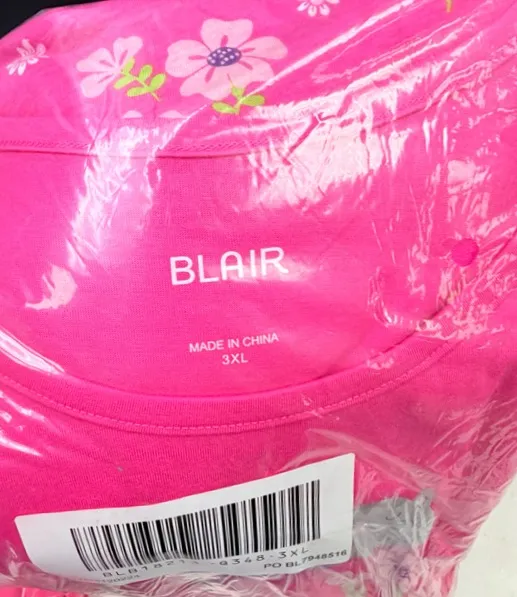 BLAIR
MADE IN CHINA
3XL
PO BL7948516